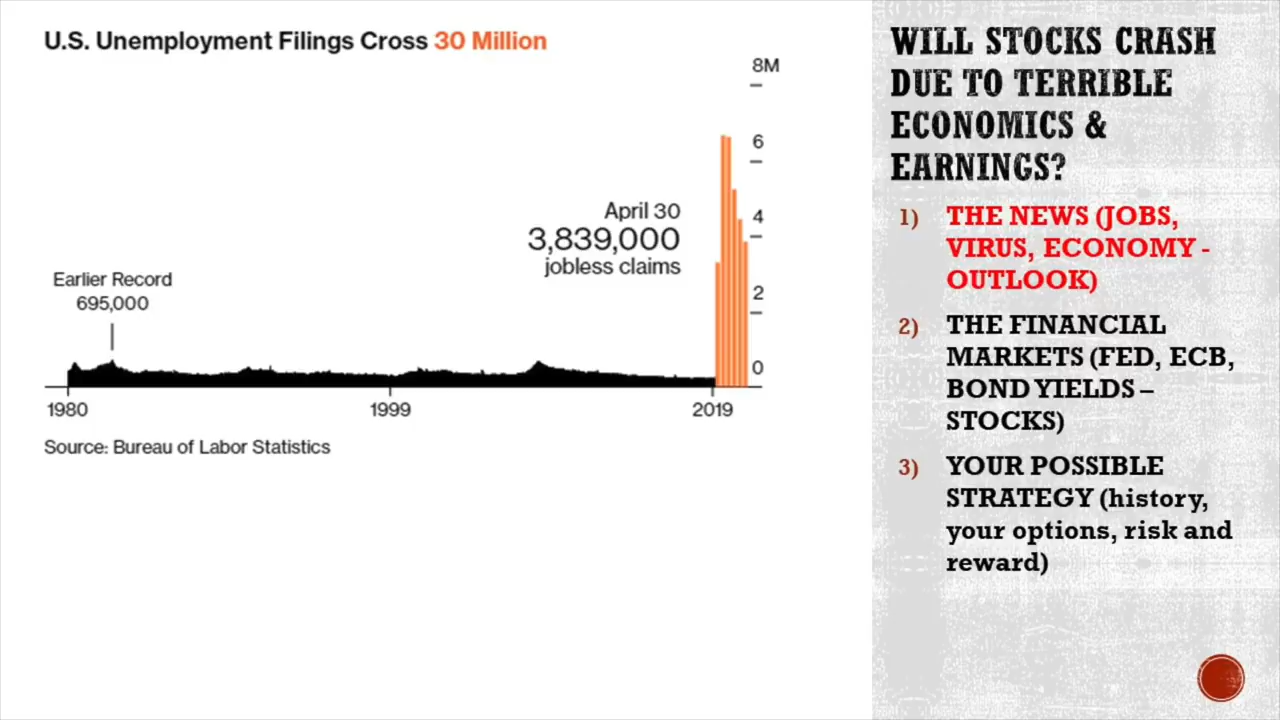 U.S. Unemployment Filings Cross 30 Million
8M
6
4
2
0
April 30
3,839,000
jobless claims
Earlier Record
695,000
1980
1999
2019
Source: Bureau of Labor Statistics
WILL STOCKS CRASH
DUE TO TERRIBLE
ECONOMICS &
EARNINGS?
1) THE NEWS (JOBS,
VIRUS, ECONOMY -
OUTLOOK)
2) THE FINANCIAL
MARKETS (FED, ECB,
BOND YIELDS –
STOCKS)
3) YOUR POSSIBLE
STRATEGY (history,
your options, risk and
reward)